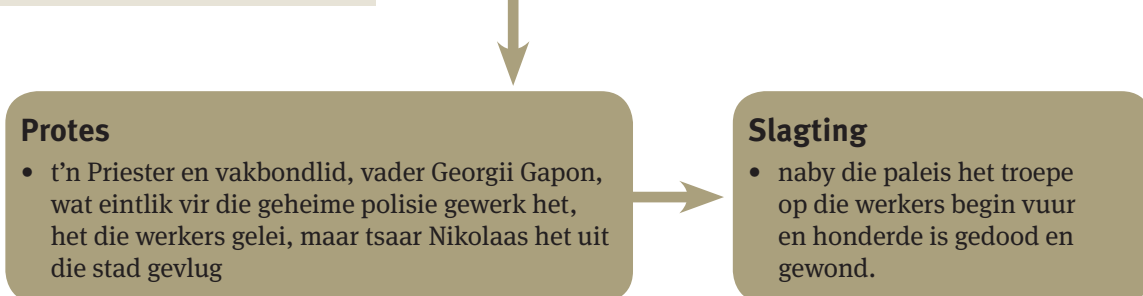 Protes
• t’n Priester en vakbondlid, vader Georgii Gapon,
wat eintlik vir die geheime polisie gewerk het,
het die werkers gelei, maar tsaar Nikolaas het uit
die stad gevlug
Slagting
• naby die paleis het troepe
op die werkers begin vuur
en honderde is gedood en
gewond.